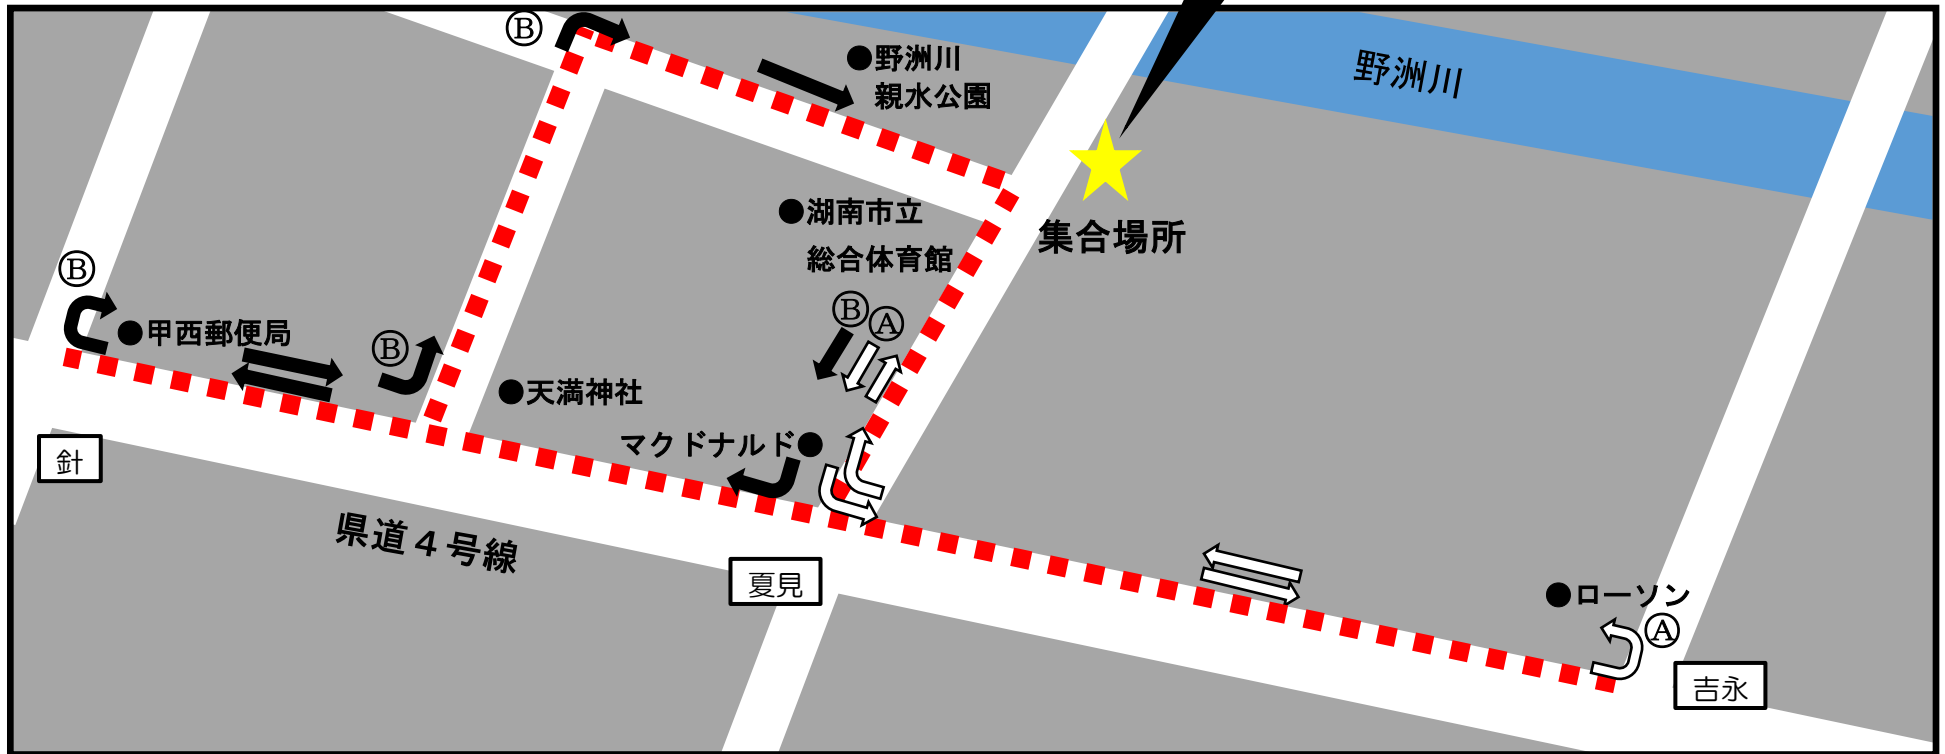 Ⓑ
●野洲川
親水公園
野洲川
●湖南市立
総合体育館
集合場所
Ⓑ
●甲西郵便局
Ⓑ
Ⓑ
Ⓐ
●天満神社
マクドナルド●
針
県道４号線
夏見
●ローソン
Ⓐ
吉永